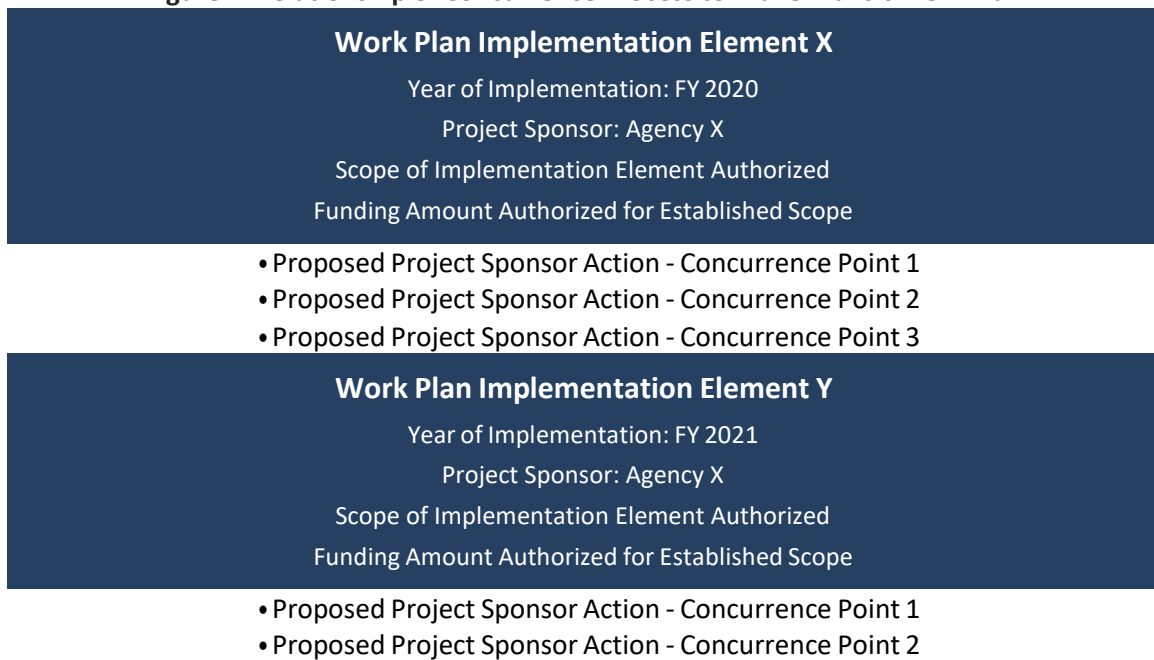 Work Plan Implementation Element X
Year of Implementation: FY 2020
Project Sponsor: Agency X
Scope of Implementation Element Authorized
Funding Amount Authorized for Established Scope
• Proposed Project Sponsor Action - Concurrence Point 1
• Proposed Project Sponsor Action - Concurrence Point 2
• Proposed Project Sponsor Action - Concurrence Point 3
Work Plan Implementation Element Y
Year of Implementation: FY 2021
Project Sponsor: Agency X
Scope of Implementation Element Authorized
Funding Amount Authorized for Established Scope
• Proposed Project Sponsor Action - Concurrence Point 1
• Proposed Project Sponsor Action - Concurrence Point 2